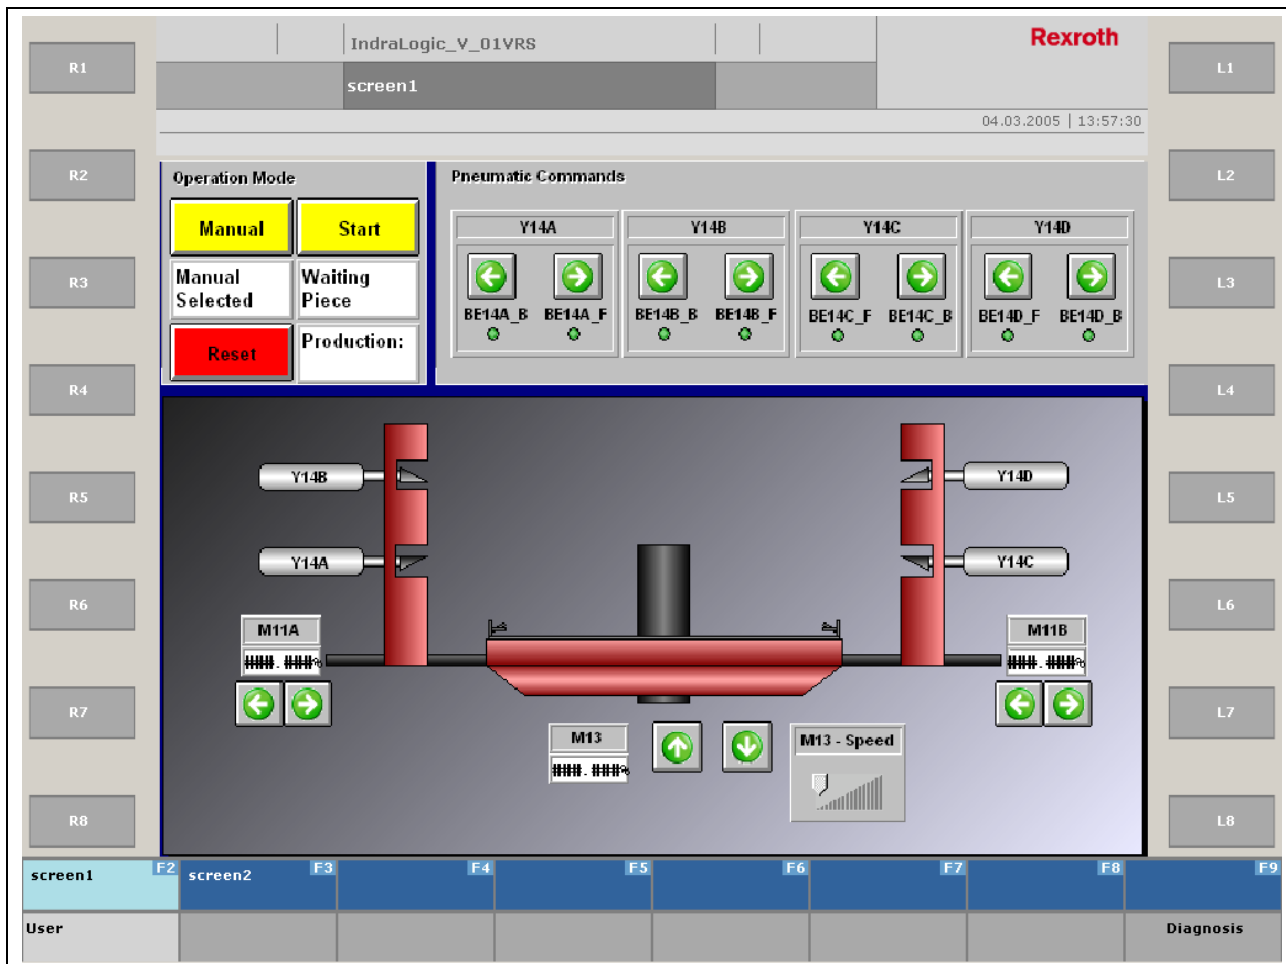 IndraLogic_V_01VRS
Rexroth
screen1
04.03.2005 | 13:57:30
R1
R2
R3
R4
R5
R6
R7
R8
L1
L2
L3
L4
L5
L6
L7
L8
Operation Mode
Manual
Start
Manual
Selected
Waiting
Piece
Reset
Production:
Pneumatic Commands
Y14A
Y14B
Y14C
Y14D
BE14A_B
BE14A_F
BE14B_B
BE14B_F
BE14C_F
BE14C_B
BE14D_F
BE14D_B
Y14B
Y14D
Y14A
Y14C
M11A
###.###%
M11B
###.###%
M13
###.###%
M13 - Speed
screen1
F2
screen2
F3
F4
F5
F6
F7
F8
F9
User
Diagnosis